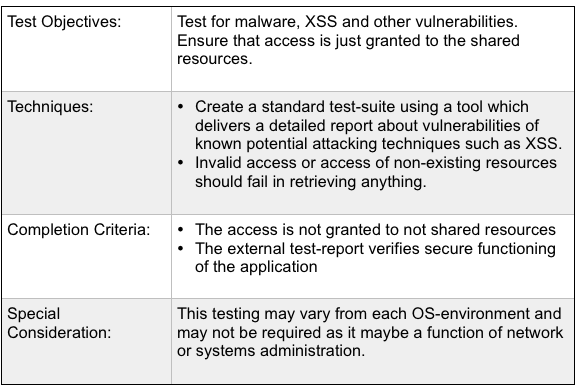 Test Objectives:
Test for malware, XSS and other vulnerabilities.
Ensure that access is just granted to the shared
resources.
Techniques:
• Create a standard test-suite using a tool which
delivers a detailed report about vulnerabilities of
known potential attacking techniques such as XSS.
• Invalid access or access of non-existing resources
should fail in retrieving anything.
Completion Criteria:
• The access is not granted to not shared resources
• The external test-report verifies secure functioning
of the application
Special
Consideration:
This testing may vary from each OS-environment and
may not be required as it maybe a function of network
or systems administration.